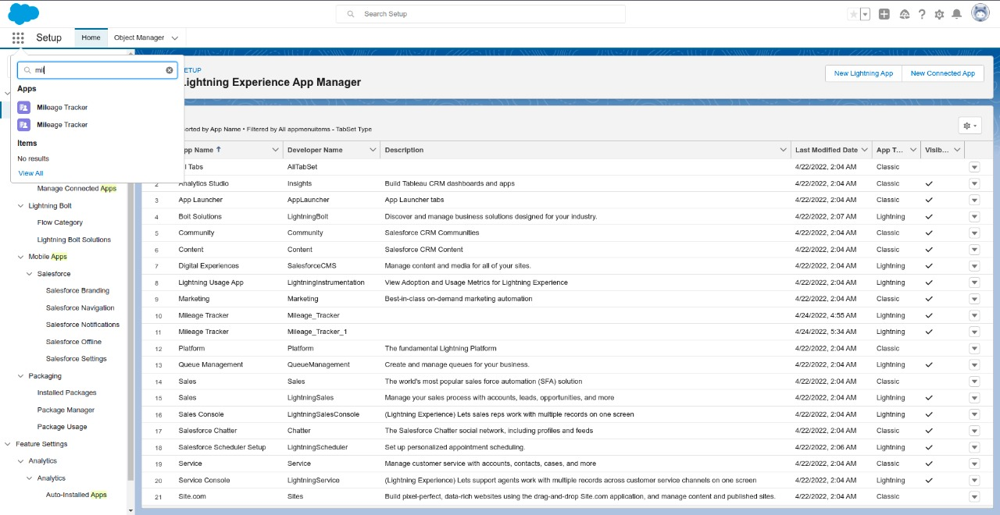 Search Setup
Setup
Home
Object Manager
mil
Apps
Mileage Tracker
Mileage Tracker
Items
No results
View All
Manage Connected Apps
Lightning Bolt
Flow Category
Lightning Bolt Solutions
Mobile Apps
Salesforce
Salesforce Branding
Salesforce Navigation
Salesforce Notifications
Salesforce Offline
Salesforce Settings
Packaging
Installed Packages
Package Manager
Package Usage
Feature Settings
Analytics
Analytics
Auto-Installed Apps
ETUP
ightning Experience App Manager
New Lightning App
New Connected App
orted by App Name • Filtered by All appmenuitems - TabSet Type
pp Name Developer Name Description Last Modified Date App T... Visib...
l Tabs AllTabSet 4/22/2022, 2:04 AM Classic
2 Analytics Studio Insights Build Tableau CRM dashboards and apps 4/22/2022, 2:04 AM Classic
3 App Launcher AppLauncher App Launcher tabs 4/22/2022, 2:04 AM Classic
4 Bolt Solutions LightningBolt Discover and manage business solutions designed for your industry. 4/22/2022, 2:07 AM Lightning
5 Community Community Salesforce CRM Communities 4/22/2022, 2:04 AM Classic
6 Content Content Salesforce CRM Content 4/22/2022, 2:04 AM Classic
7 Digital Experiences SalesforceCMS Manage content and media for all of your sites. 4/22/2022, 2:04 AM Lightning
8 Lightning Usage App LightningInstrumentation View Adoption and Usage Metrics for Lightning Experience 4/22/2022, 2:04 AM Lightning
9 Marketing Marketing Best-in-class on-demand marketing automation 4/22/2022, 2:04 AM Classic
10 Mileage Tracker Mileage_Tracker 4/24/2022, 4:55 AM Lightning
11 Mileage Tracker Mileage_Tracker_1 4/24/2022, 5:34 AM Lightning
12 Platform Platform The fundamental Lightning Platform 4/22/2022, 2:04 AM Classic
13 Queue Management QueueManagement Create and manage queues for your business. 4/22/2022, 2:04 AM Lightning
14 Sales Sales The world's most popular sales force automation (SFA) solution 4/22/2022, 2:04 AM Classic
15 Sales LightningSales Manage your sales process with accounts, leads, opportunities, and more 4/22/2022, 2:04 AM Lightning
16 Sales Console LightningSalesConsole (Lightning Experience) Lets sales reps work with multiple records on one screen 4/22/2022, 2:04 AM Lightning
17 Salesforce Chatter Chatter The Salesforce Chatter social network, including profiles and feeds 4/22/2022, 2:04 AM Classic
18 Salesforce Scheduler Setup LightningScheduler Set up personalized appointment scheduling. 4/22/2022, 2:06 AM Lightning
19 Service Service Manage customer service with accounts, contacts, cases, and more 4/22/2022, 2:04 AM Classic
20 Service Console LightningService (Lightning Experience) Lets support agents work with multiple records across customer service channels on one screen 4/22/2022, 2:04 AM Lightning
21 Site.com Sites Build pixel-perfect, data-rich websites using the drag-and-drop Site.com application, and manage content and published sites. 4/22/2022, 2:04 AM Classic